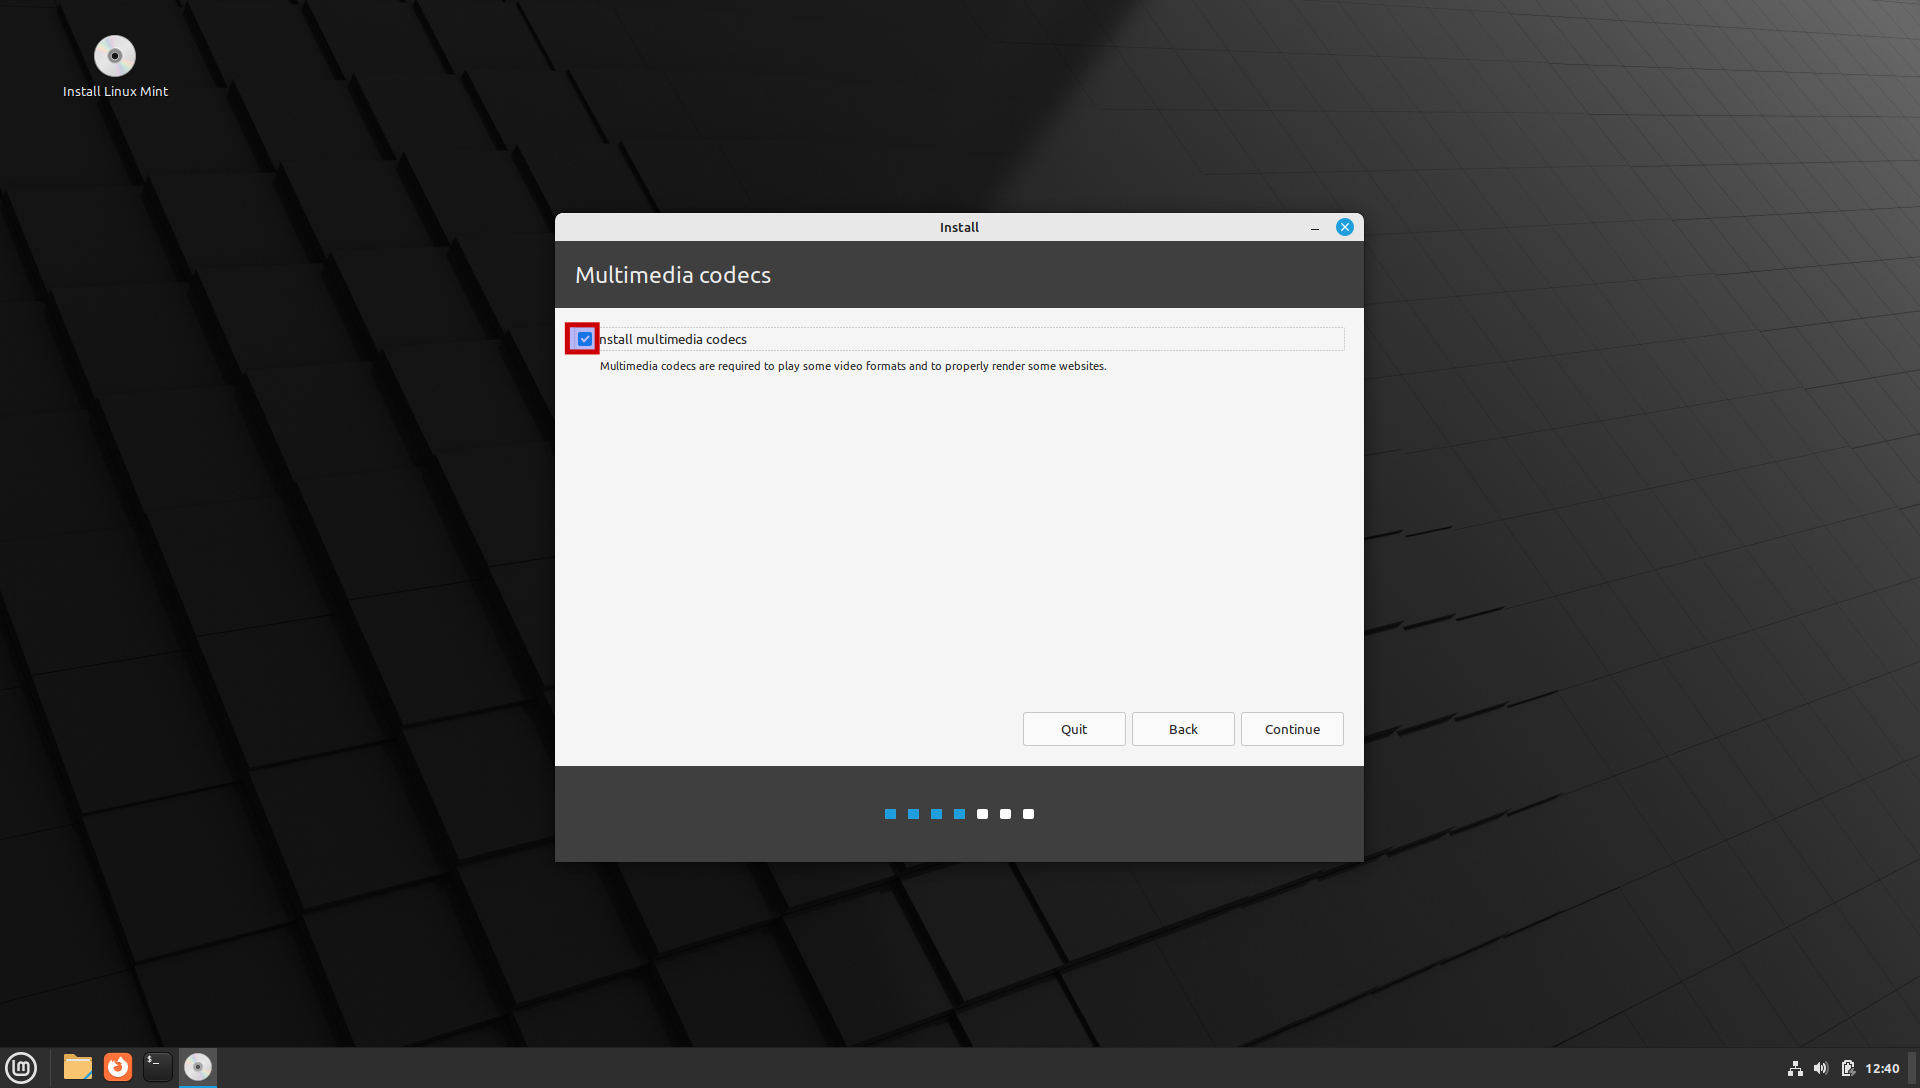 Install Linux Mint
Install
Multimedia codecs
nstall multimedia codecs
Multimedia codecs are required to play some video formats and to properly render some websites.
Quit
Back
Continue
lm
$_
12:40